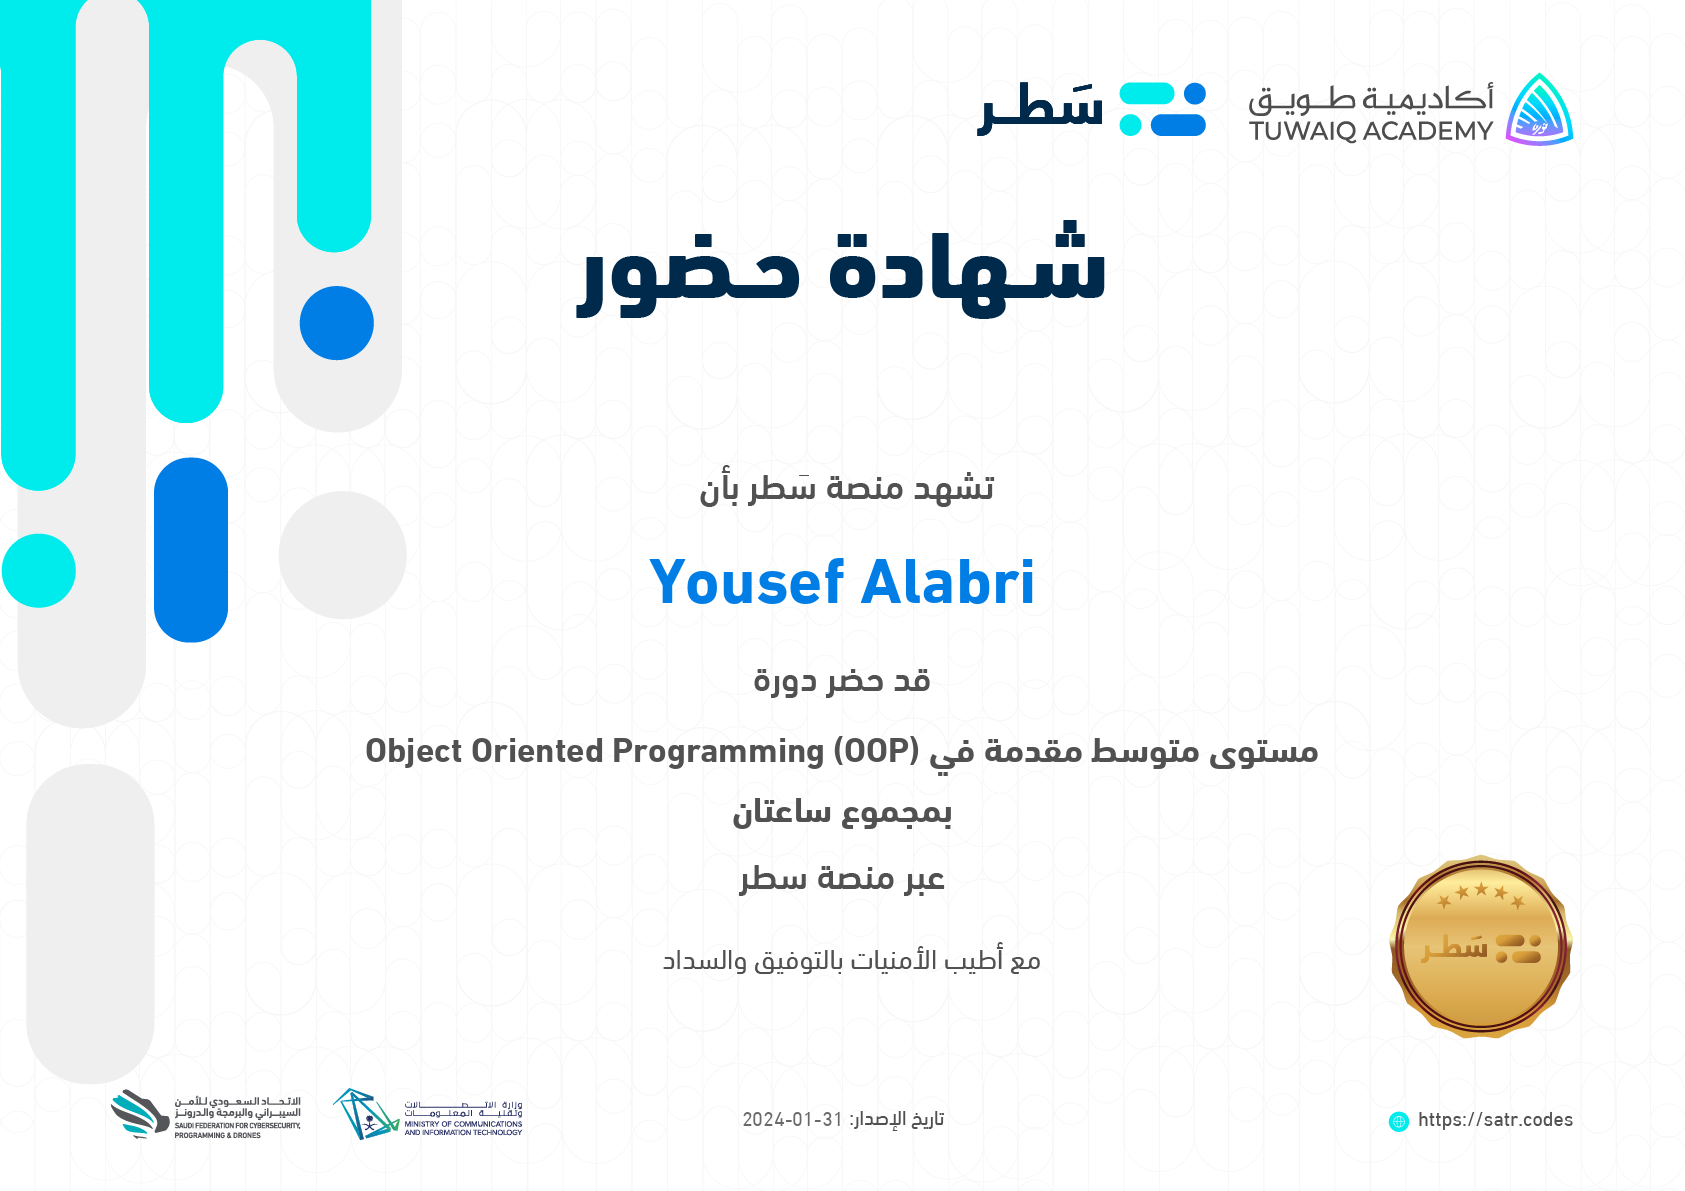 أكاديمية طويق
TUWAIQ ACADEMY
سَطر
شهادة حضور
تشهد منصة سَطر بأن
Yousef Alabri
قد حضر دورة
مستوى متوسط مقدمة في Object Oriented Programming (OOP)
بمجموع ساعتان
عبر منصة سطر
مع أطيب الأمنيات بالتوفيق والسداد
سَطر
الاتحاد السعودي للأمن
السيبراني والبرمجة والدرونز
SAUDI FEDERATION FOR CYBERSECURITY,
PROGRAMMING & DRONES
وزارة الاتصالات
وتقنية المعلومات
MINISTRY OF COMMUNICATIONS
AND INFORMATION TECHNOLOGY
تاريخ الإصدار: 2024-01-31
https://satr.codes